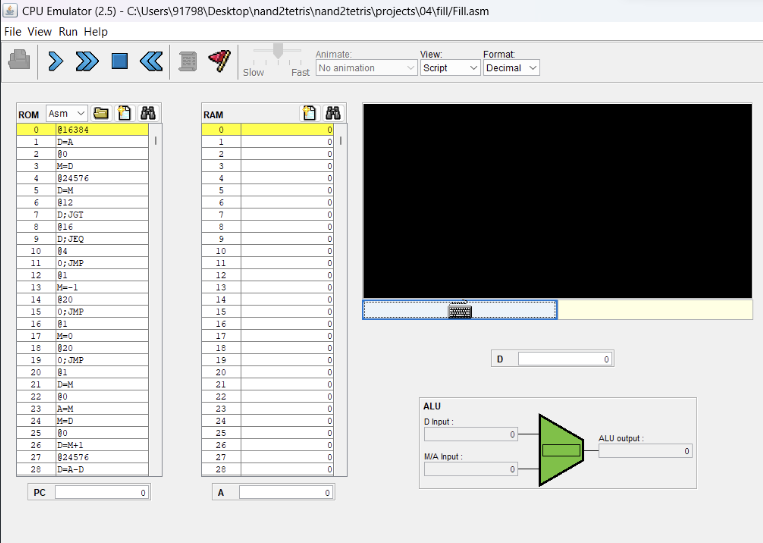 CPU Emulator (2.5) - C:\Users\91798\Desktop\nand2tetris\nand2tetris\projects\04\fill/Fill.asm
File View Run Help
Slow Fast
Animate:
No animation
View:
Script
Format:
Decimal
ROM Asm
0 @16384
1 D=A
2 @0
3 M=D
4 @24576
5 D=M
6 @12
7 D;JGT
8 @16
9 D;JEQ
10 @4
11 0;JMP
12 @1
13 M=-1
14 @20
15 0;JMP
16 @1
17 M=0
18 @20
19 0;JMP
20 @1
21 D=M
22 @0
23 A=M
24 M=D
25 @0
26 D=M+1
27 @24576
28 D=A-D
PC 0
RAM
0 0
1 0
2 0
3 0
4 0
5 0
6 0
7 0
8 0
9 0
10 0
11 0
12 0
13 0
14 0
15 0
16 0
17 0
18 0
19 0
20 0
21 0
22 0
23 0
24 0
25 0
26 0
27 0
28 0
A 0
D 0
ALU
D Input :
0
M/A Input :
0
ALU output :
0